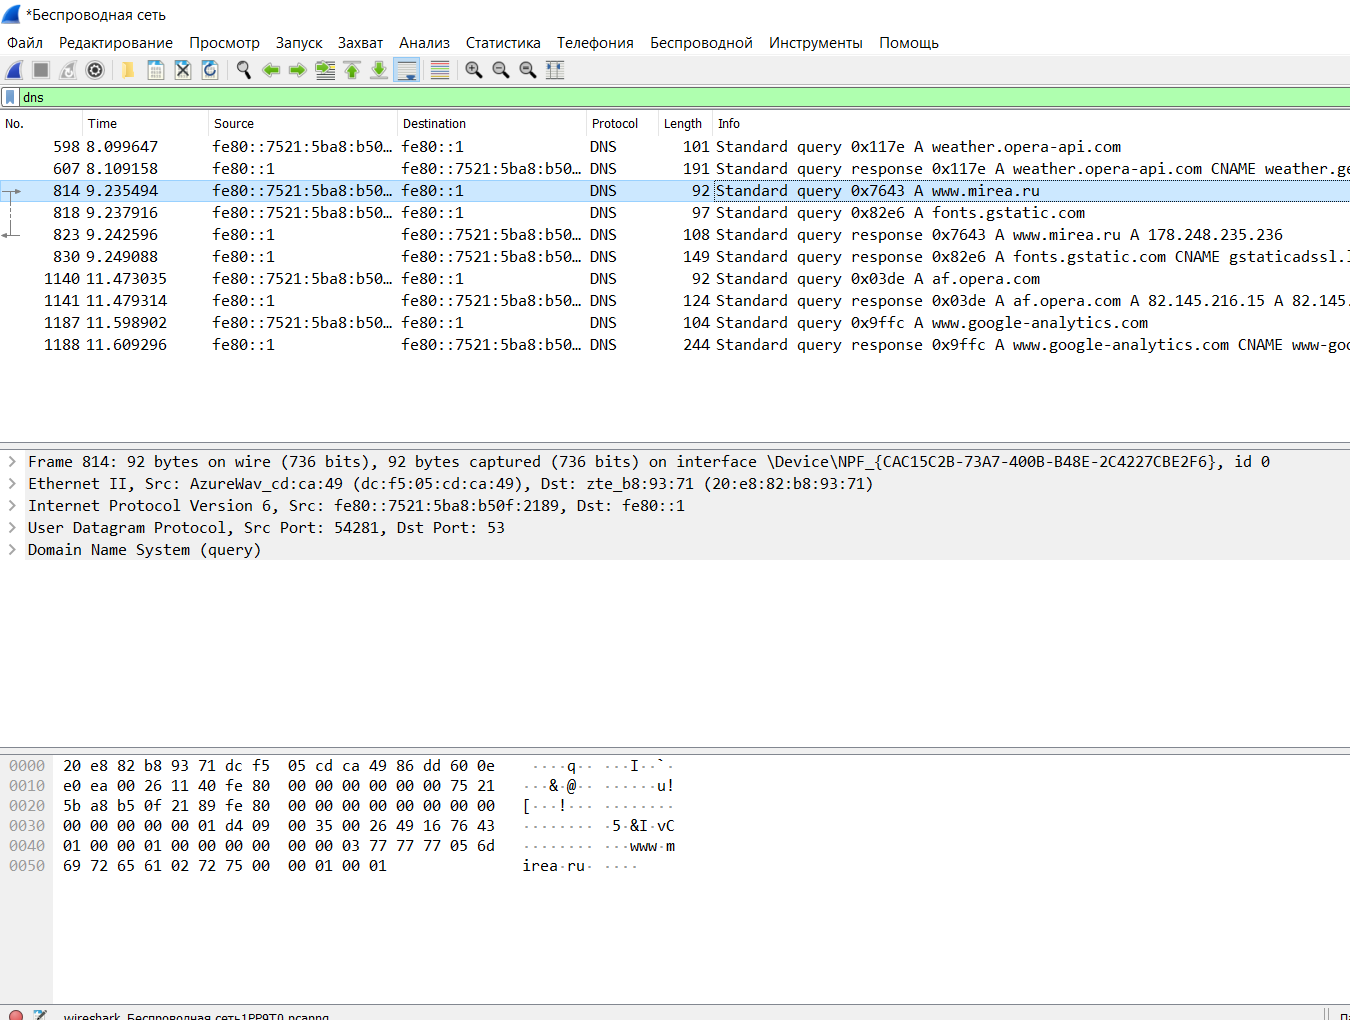 *Беспроводная сеть
Файл Редактирование Просмотр Запуск Захват Анализ Статистика Телефония Беспроводной Инструменты Помощь
dns
No. Time Source Destination Protocol Length Info
598 8.099647 fe80::7521:5ba8:b50… fe80::1 DNS 101 Standard query 0x117e A weather.opera-api.com
607 8.109158 fe80::1 fe80::7521:5ba8:b50… DNS 191 Standard query response 0x117e A weather.opera-api.com CNAME weather.ge
814 9.235494 fe80::7521:5ba8:b50… fe80::1 DNS 92 Standard query 0x7643 A www.mirea.ru
818 9.237916 fe80::7521:5ba8:b50… fe80::1 DNS 97 Standard query 0x82e6 A fonts.gstatic.com
823 9.242596 fe80::1 fe80::7521:5ba8:b50… DNS 108 Standard query response 0x7643 A www.mirea.ru A 178.248.235.236
830 9.249088 fe80::1 fe80::7521:5ba8:b50… DNS 149 Standard query response 0x82e6 A fonts.gstatic.com CNAME gstaticadssl.l
1140 11.473035 fe80::7521:5ba8:b50… fe80::1 DNS 92 Standard query 0x03de A af.opera.com
1141 11.479314 fe80::1 fe80::7521:5ba8:b50… DNS 124 Standard query response 0x03de A af.opera.com A 82.145.216.15 A 82.145.
1187 11.598902 fe80::7521:5ba8:b50… fe80::1 DNS 104 Standard query 0x9ffc A www.google-analytics.com
1188 11.609296 fe80::1 fe80::7521:5ba8:b50… DNS 244 Standard query response 0x9ffc A www.google-analytics.com CNAME www-goo
Frame 814: 92 bytes on wire (736 bits), 92 bytes captured (736 bits) on interface \Device\NPF_{CAC15C2B-73A7-400B-B48E-2C4227CBE2F6}, id 0
Ethernet II, Src: AzureWav_cd:ca:49 (dc:f5:05:cd:ca:49), Dst: zte_b8:93:71 (20:e8:82:b8:93:71)
Internet Protocol Version 6, Src: fe80::7521:5ba8:b50f:2189, Dst: fe80::1
User Datagram Protocol, Src Port: 54281, Dst Port: 53
Domain Name System (query)
0000 20 e8 82 b8 93 71 dc f5 05 cd ca 49 86 dd 60 0e ····q·· ···I··`·
0010 e0 ea 00 26 11 40 fe 80 00 00 00 00 00 00 75 21 ···&·@·· ······u!
0020 5b a8 b5 0f 21 89 fe 80 00 00 00 00 00 00 00 00 [···!··· ········
0030 00 00 00 00 00 01 d4 09 00 35 00 26 49 16 76 43 ········ ·5·&I·vC
0040 01 00 00 01 00 00 00 00 00 00 03 77 77 77 05 6d ········ ···www·m
0050 69 72 65 61 02 72 75 00 00 01 00 01 irea·ru· ····
wireshark_Беспроводная сеть1PP9T0.pcapng